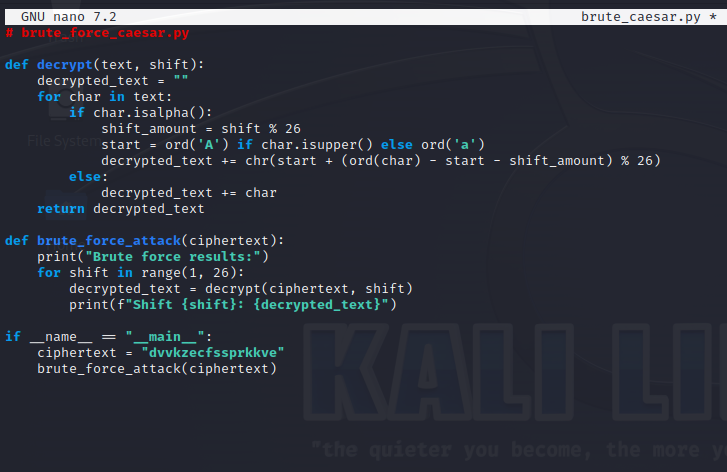 GNU nano 7.2 brute_caesar.py *
# brute_force_caesar.py

def decrypt(text, shift):
    decrypted_text = ""
    for char in text:
        if char.isalpha():
            shift_amount = shift % 26
            start = ord('A') if char.isupper() else ord('a')
            decrypted_text += chr(start + (ord(char) - start - shift_amount) % 26)
        else:
            decrypted_text += char
    return decrypted_text

def brute_force_attack(ciphertext):
    print("Brute force results:")
    for shift in range(1, 26):
        decrypted_text = decrypt(ciphertext, shift)
        print(f"Shift {shift}: {decrypted_text}")

if __name__ == "__main__":
    ciphertext = "dvvkzecfssprkkve"
    brute_force_attack(ciphertext)
File System
KALI LI
"the quieter you become, the more y